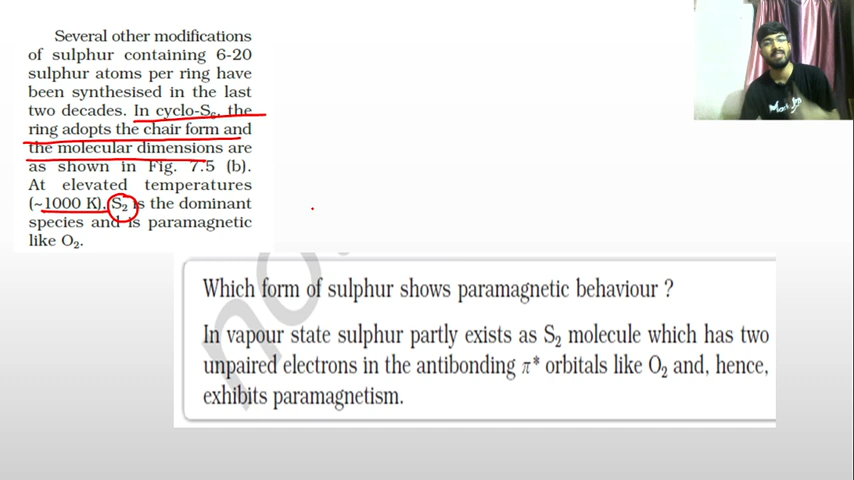 Several other modifications
of sulphur containing 6-20
sulphur atoms per ring have
been synthesised in the last
two decades. In cyclo-S₆, the
ring adopts the chair form and
the molecular dimensions are
as shown in Fig. 7.5 (b).
At elevated temperatures
(~1000 K), S₂ is the dominant
species and is paramagnetic
like O₂.
Which form of sulphur shows paramagnetic behaviour ?
In vapour state sulphur partly exists as S₂ molecule which has two
unpaired electrons in the antibonding π* orbitals like O₂ and, hence,
exhibits paramagnetism.